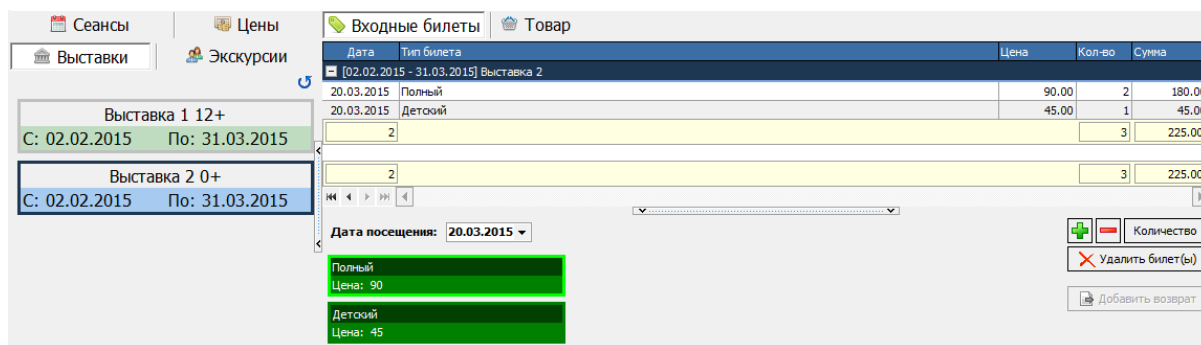 Сеансы Цены
Выставки Экскурсии
Выставка 1 12+
С: 02.02.2015 По: 31.03.2015
Выставка 2 0+
С: 02.02.2015 По: 31.03.2015
Входные билеты Товар
Дата Тип билета Цена Кол-во Сумма
[02.02.2015 - 31.03.2015] Выставка 2
20.03.2015 Полный 90.00 2 180.00
20.03.2015 Детский 45.00 1 45.00
2 3 225.00
2 3 225.00
Дата посещения: 20.03.2015
Количество
Удалить билет(ы)
Добавить возврат
Полный
Цена: 90
Детский
Цена: 45